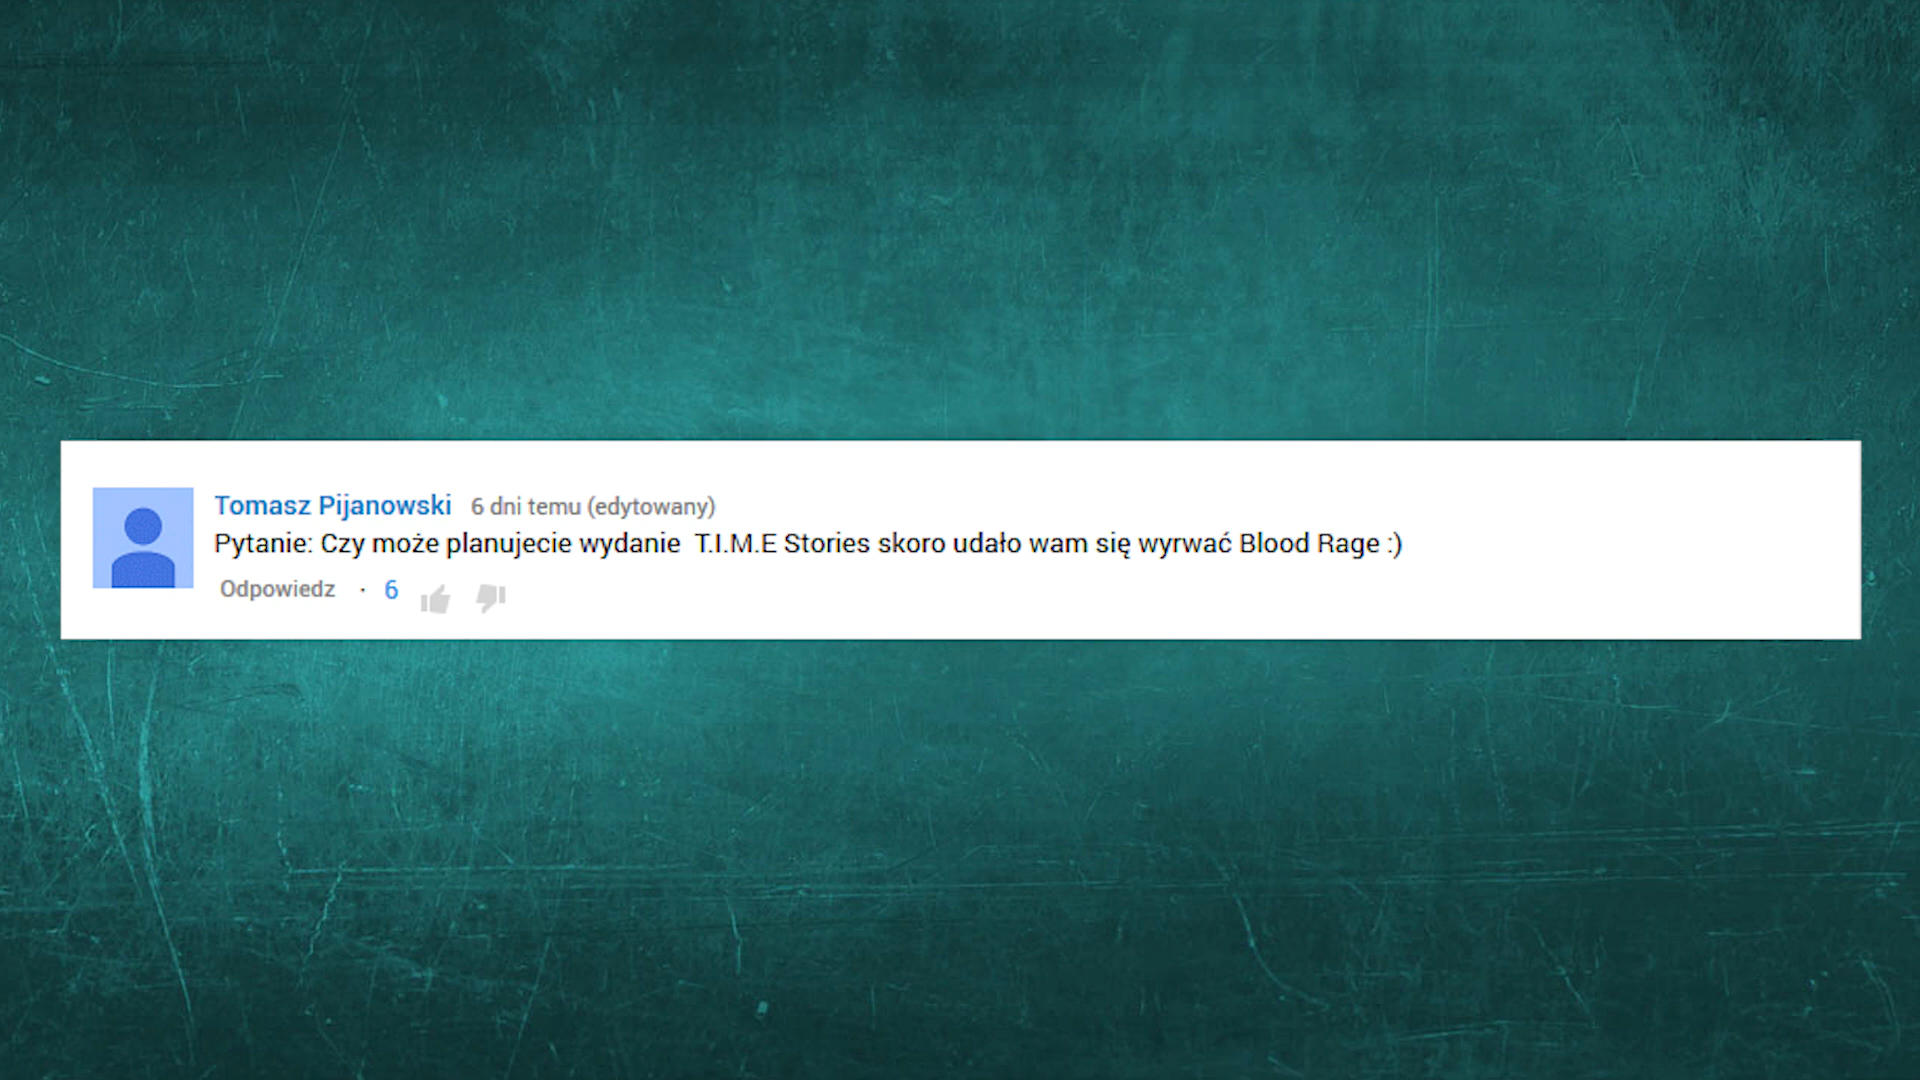 Tomasz Pijanowski 6 dni temu (edytowany)
Pytanie: Czy może planujecie wydanie T.I.M.E Stories skoro udało wam się wyrwać Blood Rage :)
Odpowiedz · 6